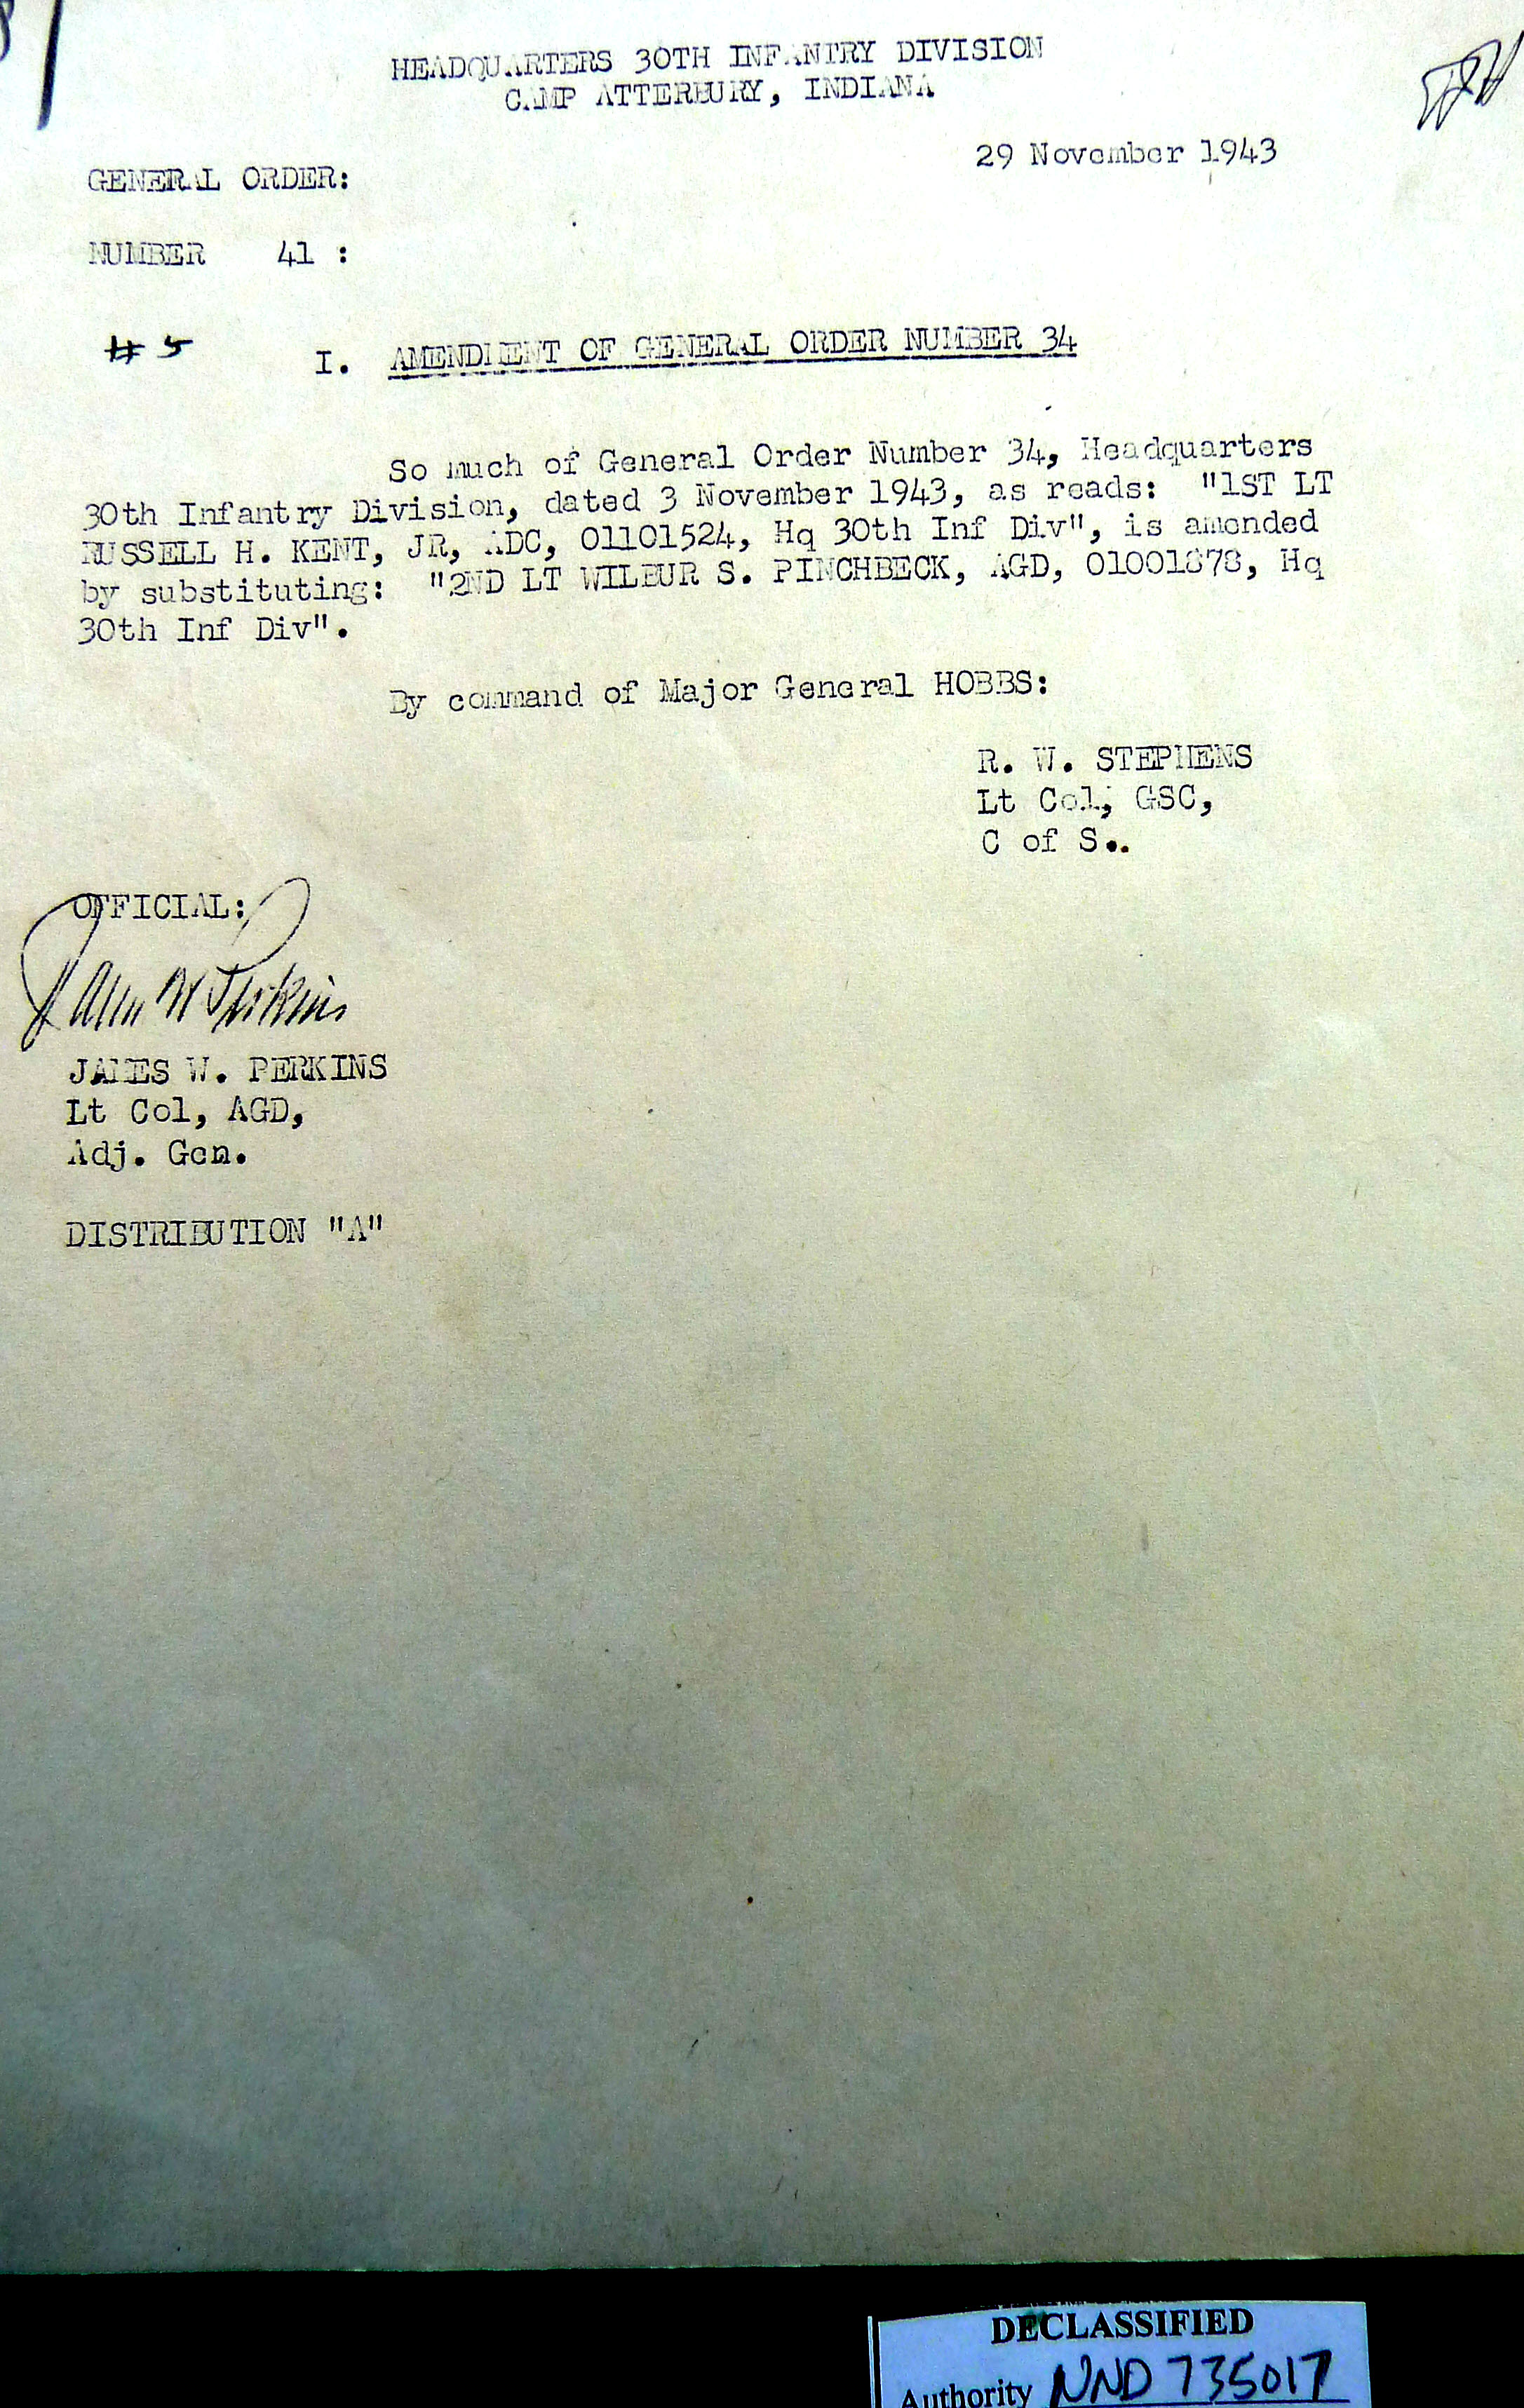 HEADQUARTERS 30TH INFANTRY DIVISION
CAMP ATTERBURY, INDIANA
29 November 1943
GENERAL ORDER:
NUMBER 41 :
# 5
I. AMENDMENT OF GENERAL ORDER NUMBER 34
So much of General Order Number 34, Headquarters
30th Infantry Division, dated 3 November 1943, as reads: "1ST LT
RUSSELL H. KENT, JR, ADC, 01101524, Hq 30th Inf Div", is amended
by substituting: "2ND LT WILBUR S. PINCHBECK, AGD, 01001878, Hq
30th Inf Div".
By command of Major General HOBBS:
R. W. STEPHENS
Lt Col, GSC,
C of S..
OFFICIAL:
James W Perkins
JAMES W. PERKINS
Lt Col, AGD,
Adj. Gen.
DISTRIBUTION "A"
DECLASSIFIED
Authority NND 735017